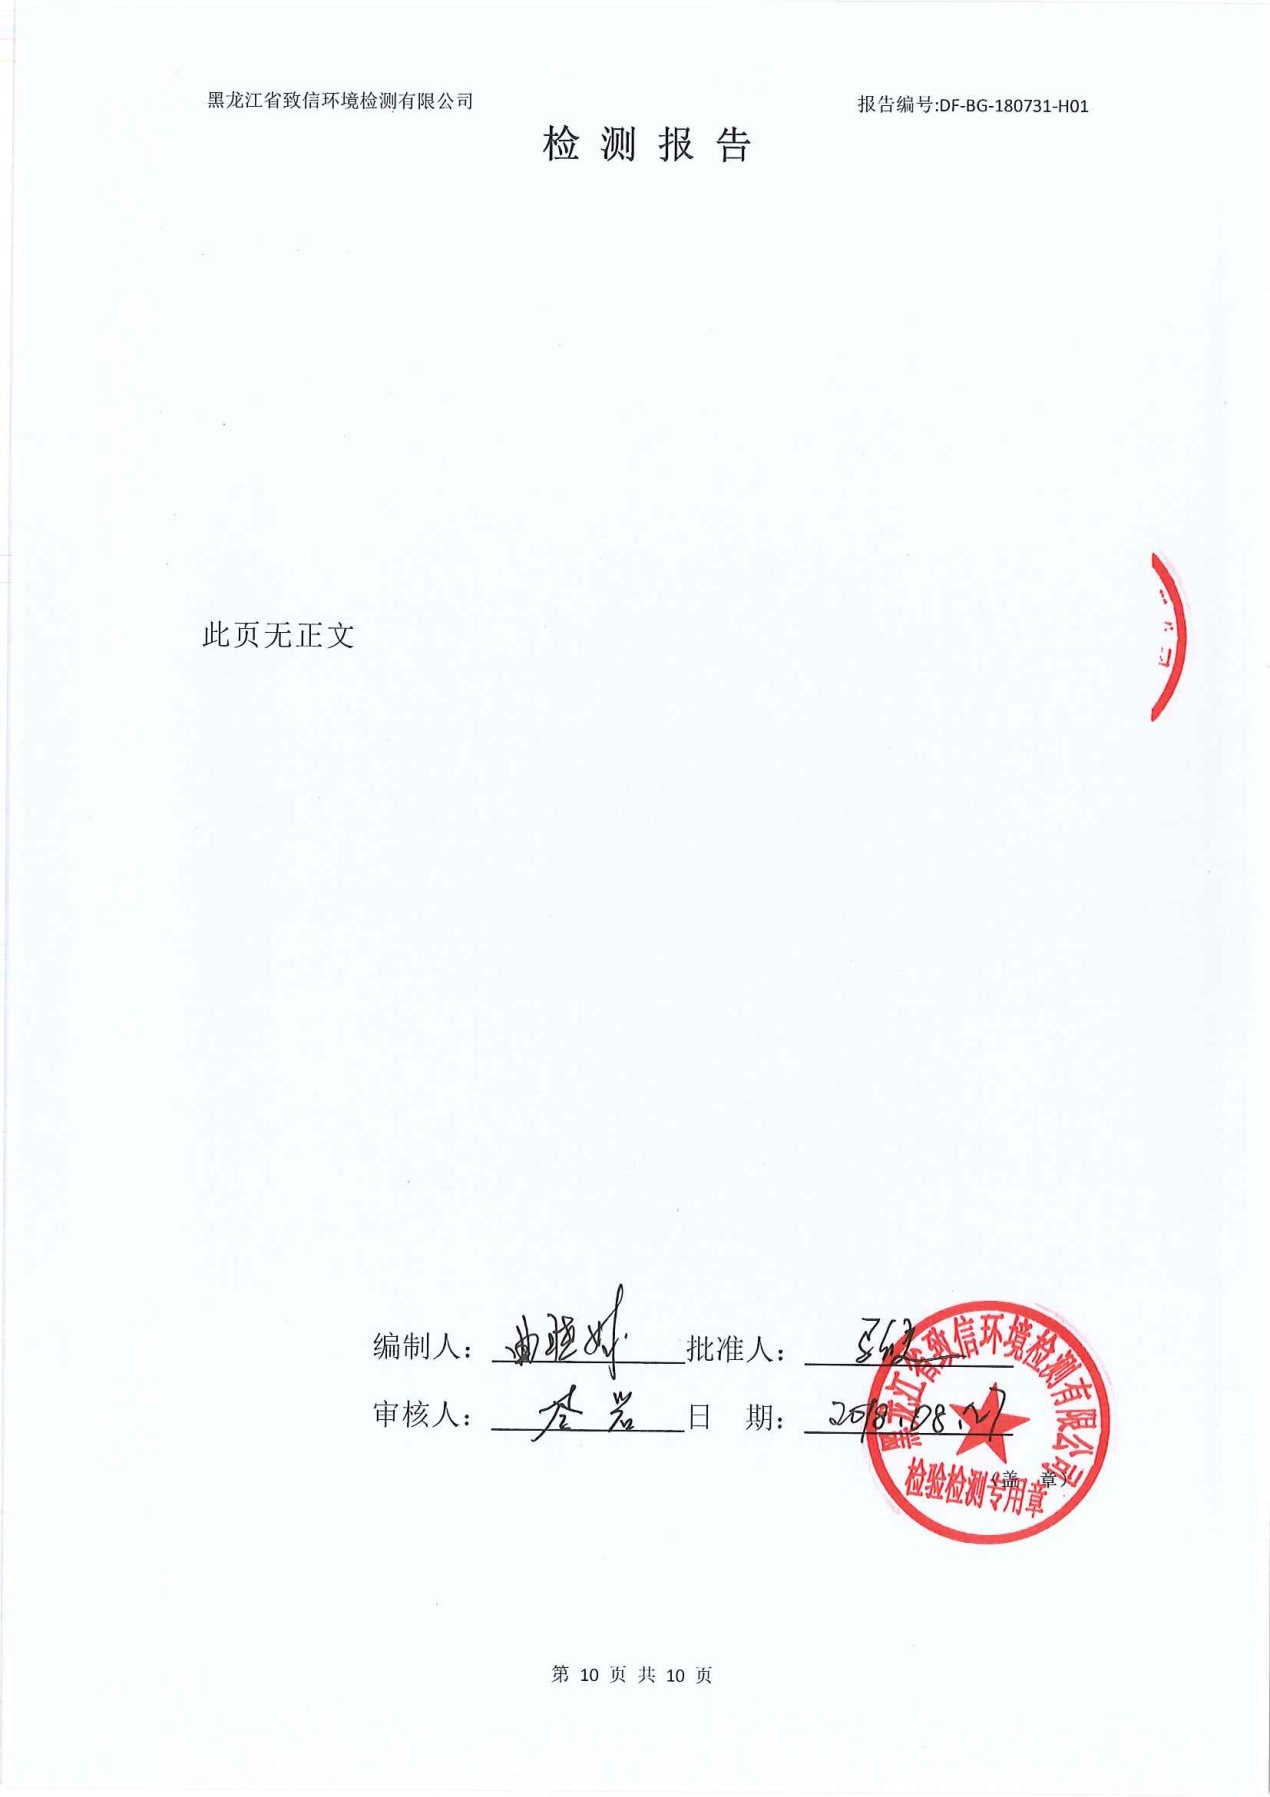 黑龙江省致信环境检测有限公司 报告编号:DF-BG-180731-H01
检测报告
此页无正文
编制人: 批准人:
审核人: 日 期: 2018.08.27
黑龙江省致信环境检测有限公司
(盖 章)
检验检测专用章
第 10 页 共 10 页